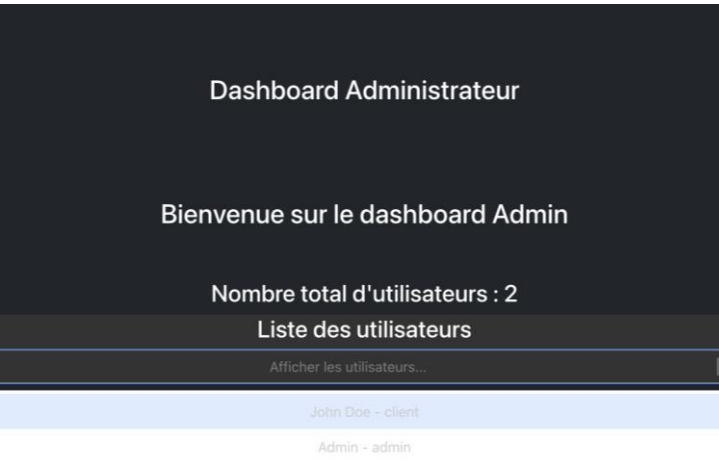 Dashboard Administrateur
Bienvenue sur le dashboard Admin
Nombre total d'utilisateurs : 2
Liste des utilisateurs
Afficher les utilisateurs...
John Doe - client
Admin - admin